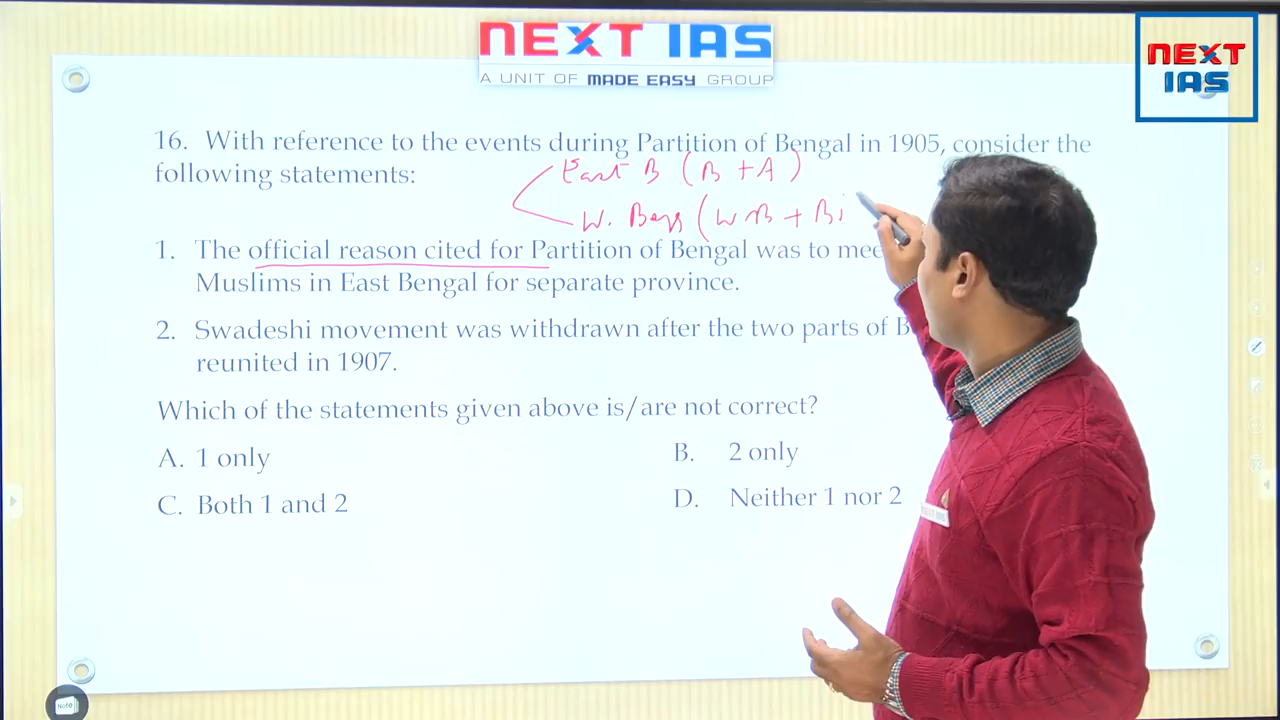 NEXT IAS
A UNIT OF MADE EASY GROUP
NEXT
IAS
16. With reference to the events during Partition of Bengal in 1905, consider the
following statements:
East B (B + A)
W. Beng (WB + Bi
1. The official reason cited for Partition of Bengal was to mee
Muslims in East Bengal for separate province.
2. Swadeshi movement was withdrawn after the two parts of B
reunited in 1907.
Which of the statements given above is/are not correct?
A. 1 only
B. 2 only
C. Both 1 and 2
D. Neither 1 nor 2
Note